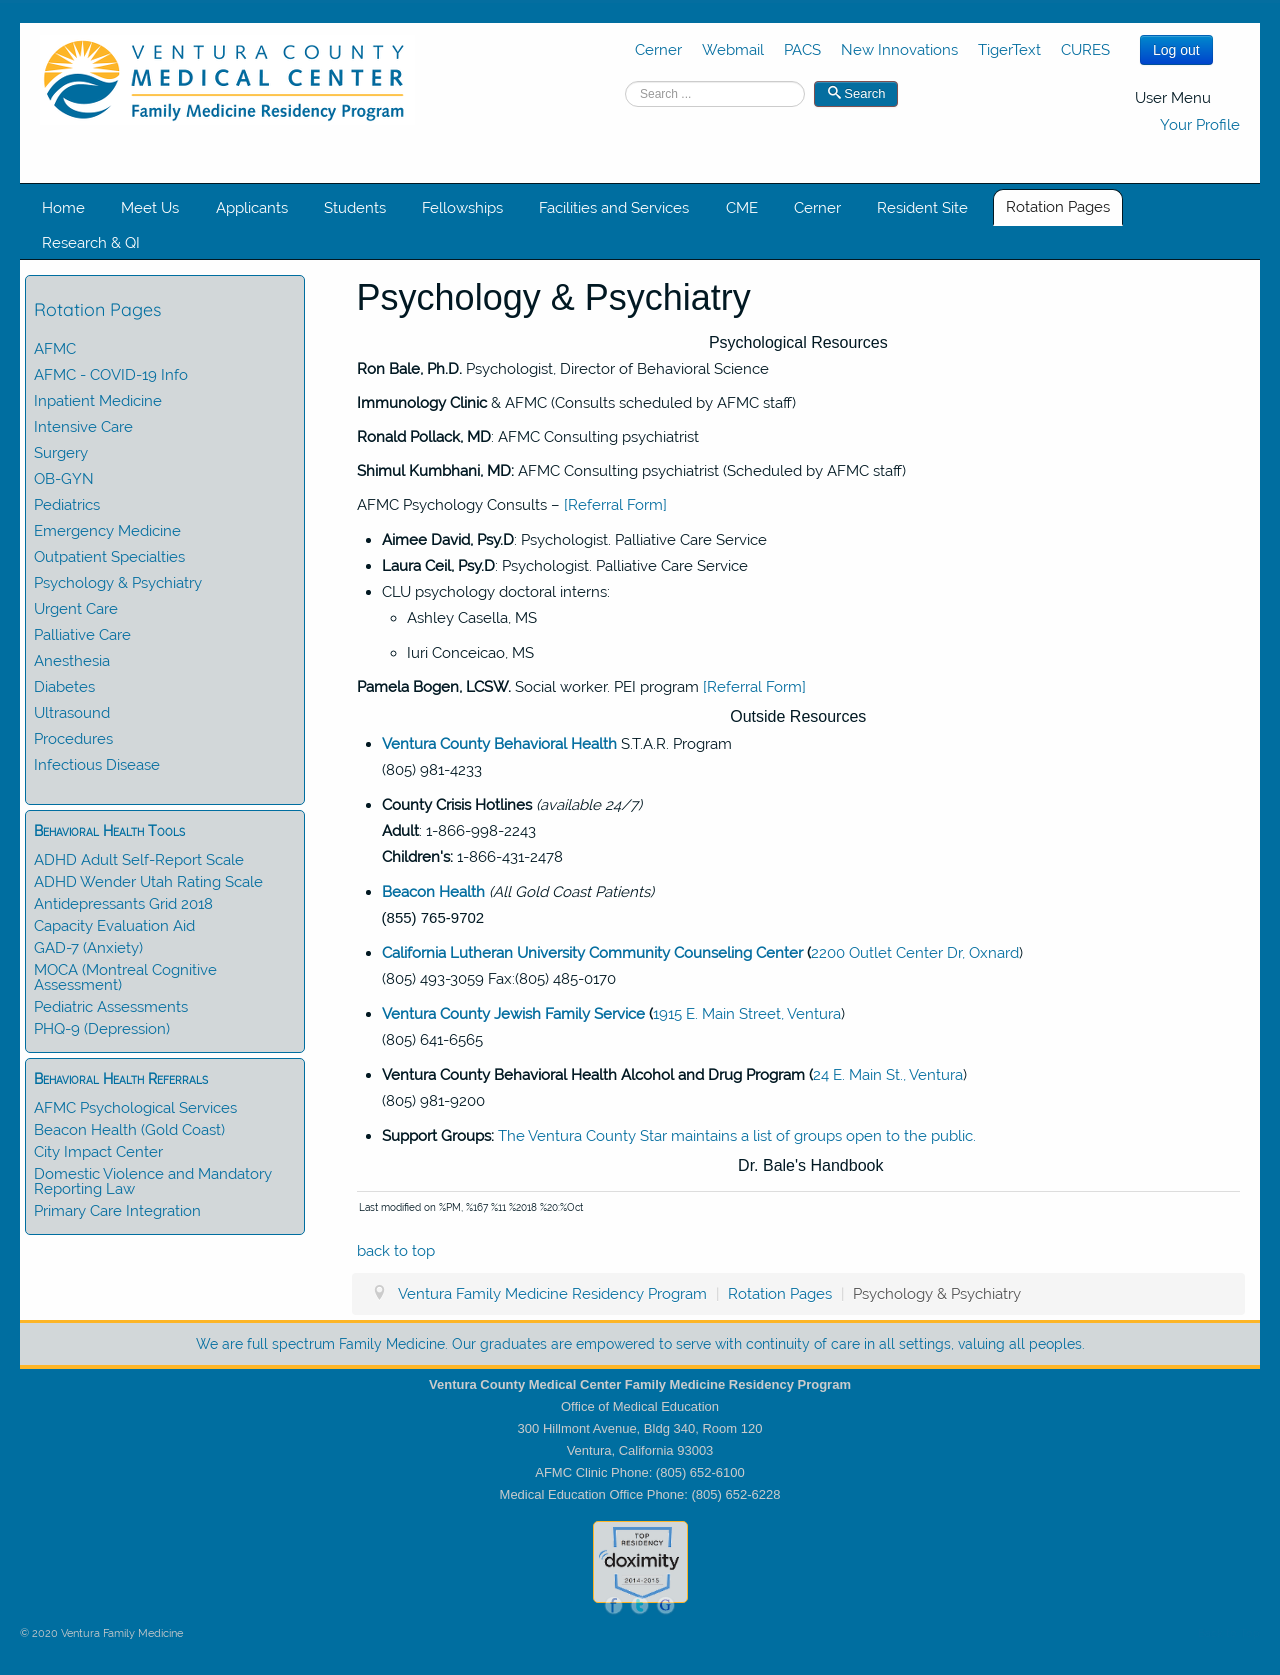 VENTURA COUNTY
MEDICAL CENTER
Family Medicine Residency Program
Cerner Webmail PACS New Innovations TigerText CURES
Log out
Search ...
Search
User Menu
Your Profile
Home Meet Us Applicants Students Fellowships Facilities and Services CME Cerner Resident Site Rotation Pages
Research & QI
Rotation Pages
AFMC
AFMC - COVID-19 Info
Inpatient Medicine
Intensive Care
Surgery
OB-GYN
Pediatrics
Emergency Medicine
Outpatient Specialties
Psychology & Psychiatry
Urgent Care
Palliative Care
Anesthesia
Diabetes
Ultrasound
Procedures
Infectious Disease
Behavioral Health Tools
ADHD Adult Self-Report Scale
ADHD Wender Utah Rating Scale
Antidepressants Grid 2018
Capacity Evaluation Aid
GAD-7 (Anxiety)
MOCA (Montreal Cognitive
Assessment)
Pediatric Assessments
PHQ-9 (Depression)
Behavioral Health Referrals
AFMC Psychological Services
Beacon Health (Gold Coast)
City Impact Center
Domestic Violence and Mandatory
Reporting Law
Primary Care Integration
Psychology & Psychiatry
Psychological Resources
Ron Bale, Ph.D. Psychologist, Director of Behavioral Science
Immunology Clinic & AFMC (Consults scheduled by AFMC staff)
Ronald Pollack, MD: AFMC Consulting psychiatrist
Shimul Kumbhani, MD: AFMC Consulting psychiatrist (Scheduled by AFMC staff)
AFMC Psychology Consults – [Referral Form]
Aimee David, Psy.D: Psychologist. Palliative Care Service
Laura Ceil, Psy.D: Psychologist. Palliative Care Service
CLU psychology doctoral interns:
Ashley Casella, MS
Iuri Conceicao, MS
Pamela Bogen, LCSW. Social worker. PEI program [Referral Form]
Outside Resources
Ventura County Behavioral Health S.T.A.R. Program
(805) 981-4233
County Crisis Hotlines (available 24/7)
Adult: 1-866-998-2243
Children's: 1-866-431-2478
Beacon Health (All Gold Coast Patients)
(855) 765-9702
California Lutheran University Community Counseling Center (2200 Outlet Center Dr, Oxnard)
(805) 493-3059 Fax:(805) 485-0170
Ventura County Jewish Family Service (1915 E. Main Street, Ventura)
(805) 641-6565
Ventura County Behavioral Health Alcohol and Drug Program (24 E. Main St., Ventura)
(805) 981-9200
Support Groups: The Ventura County Star maintains a list of groups open to the public.
Dr. Bale's Handbook
Last modified on %PM, %167 %11 %2018 %20:%Oct
back to top
Ventura Family Medicine Residency Program | Rotation Pages | Psychology & Psychiatry
We are full spectrum Family Medicine. Our graduates are empowered to serve with continuity of care in all settings, valuing all peoples.
Ventura County Medical Center Family Medicine Residency Program
Office of Medical Education
300 Hillmont Avenue, Bldg 340, Room 120
Ventura, California 93003
AFMC Clinic Phone: (805) 652-6100
Medical Education Office Phone: (805) 652-6228
TOP
RESIDENCY
doximity
2014-2015
f t G
© 2020 Ventura Family Medicine